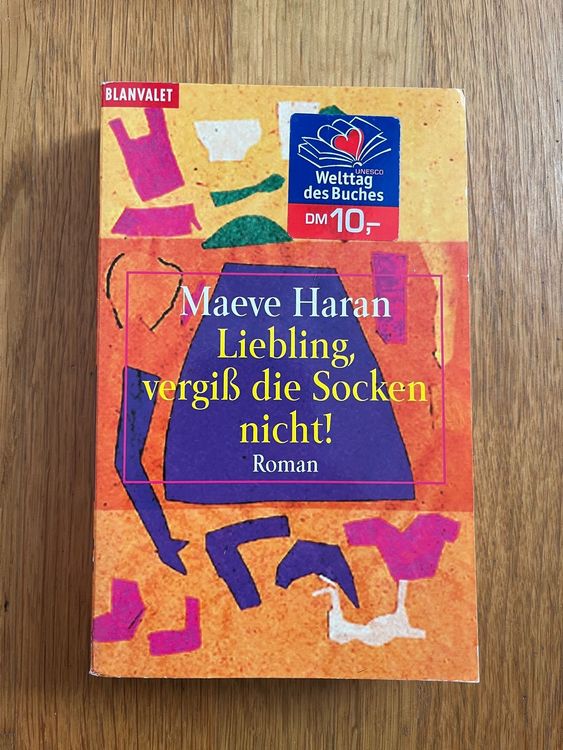 BLANVALET
UNESCO
Welttag
des Buches
DM 10,-
Maeve Haran
Liebling,
vergiß die Socken
nicht!
Roman